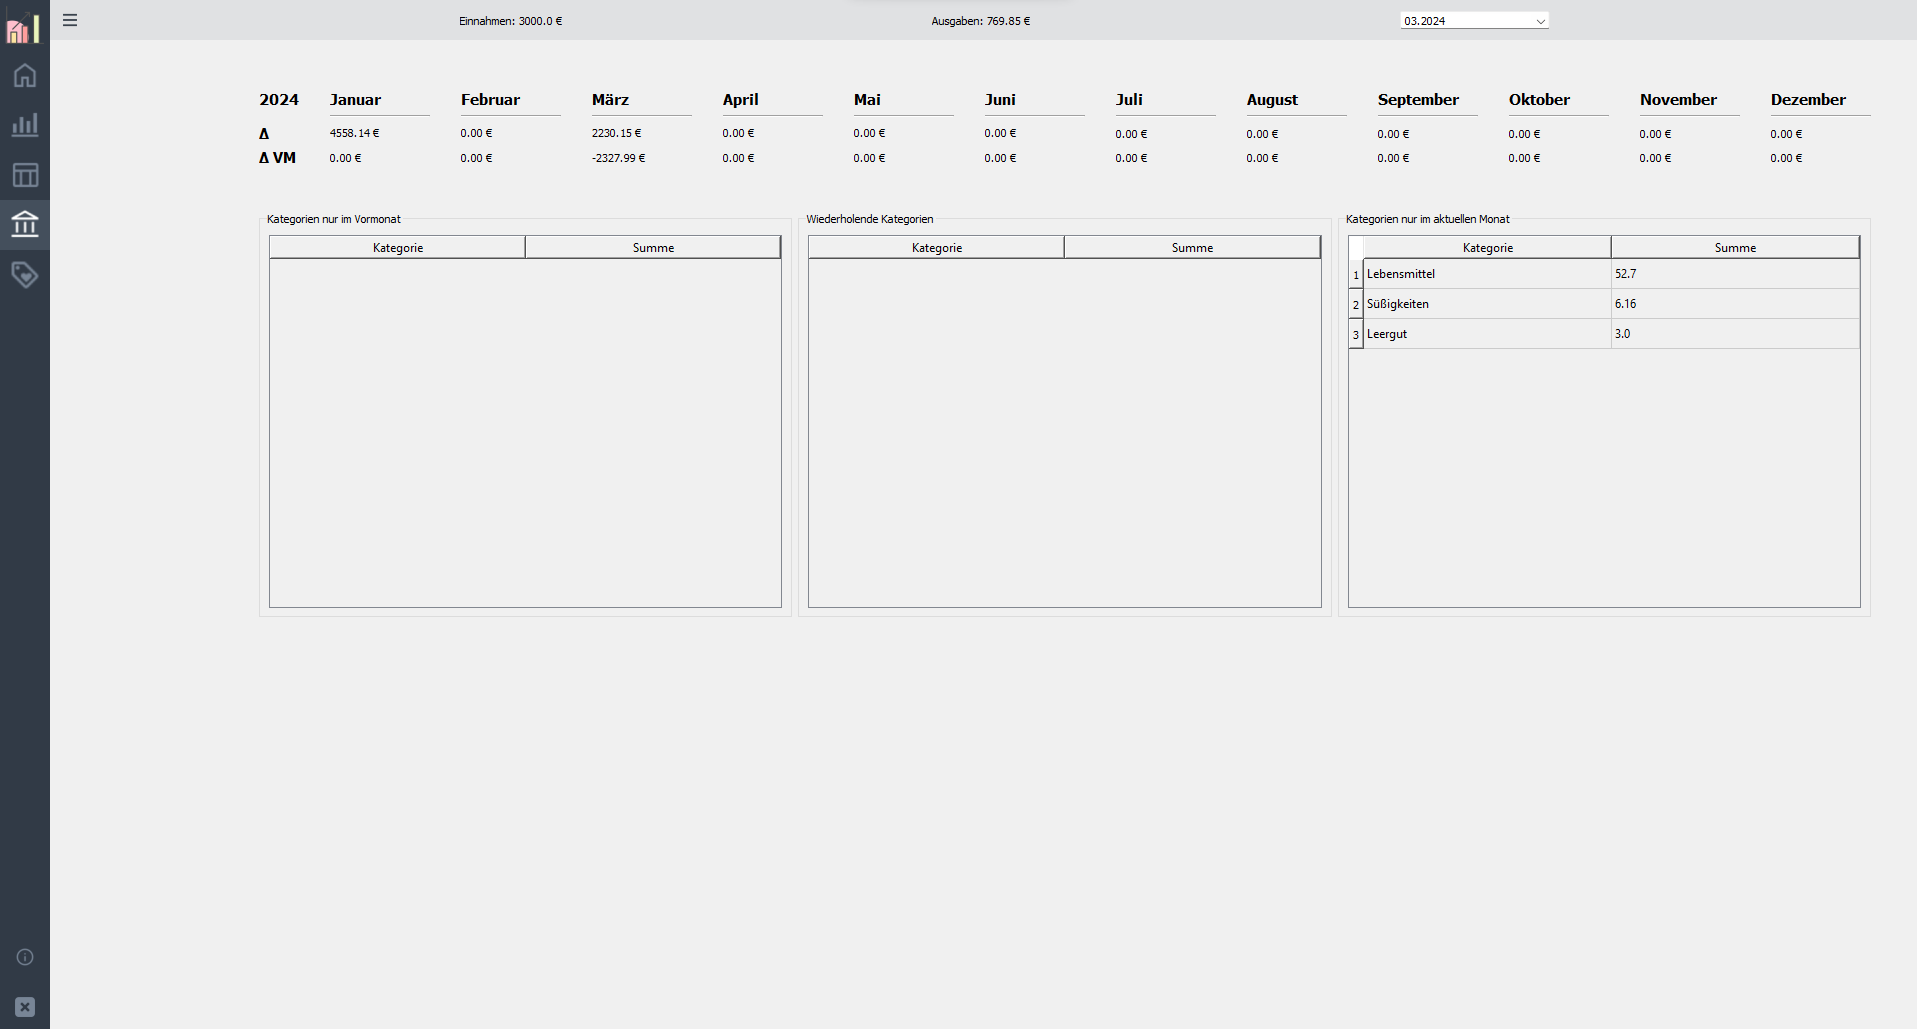 Einnahmen: 3000.0 € Ausgaben: 769.85 € 03.2024
2024 Januar Februar März April Mai Juni Juli August September Oktober November Dezember
Δ 4558.14 € 0.00 € 2230.15 € 0.00 € 0.00 € 0.00 € 0.00 € 0.00 € 0.00 € 0.00 € 0.00 € 0.00 €
Δ VM 0.00 € 0.00 € -2327.99 € 0.00 € 0.00 € 0.00 € 0.00 € 0.00 € 0.00 € 0.00 € 0.00 € 0.00 €
Kategorien nur im Vormonat
Kategorie Summe
Wiederholende Kategorien
Kategorie Summe
Kategorien nur im aktuellen Monat
Kategorie Summe
1 Lebensmittel 52.7
2 Süßigkeiten 6.16
3 Leergut 3.0